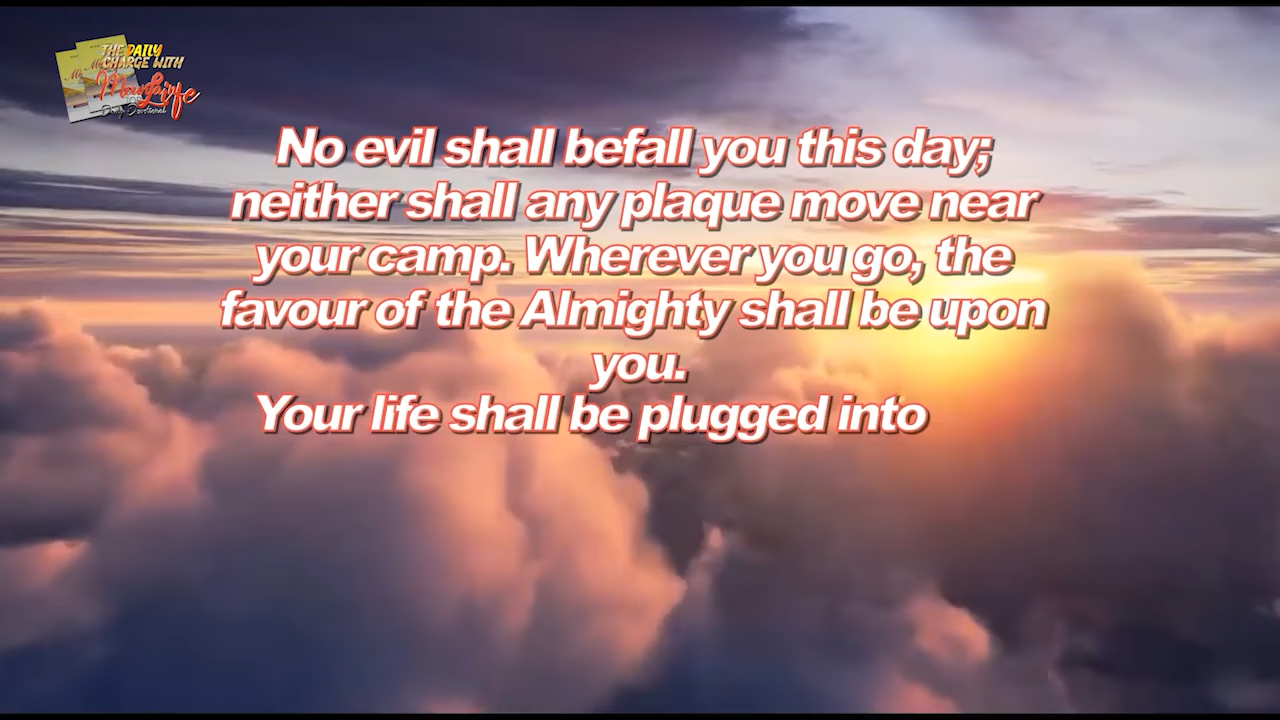 THE DAILY
CHARGE WITH
No evil shall befall you this day;
neither shall any plaque move near
your camp. Wherever you go, the
favour of the Almighty shall be upon
you.
Your life shall be plugged into